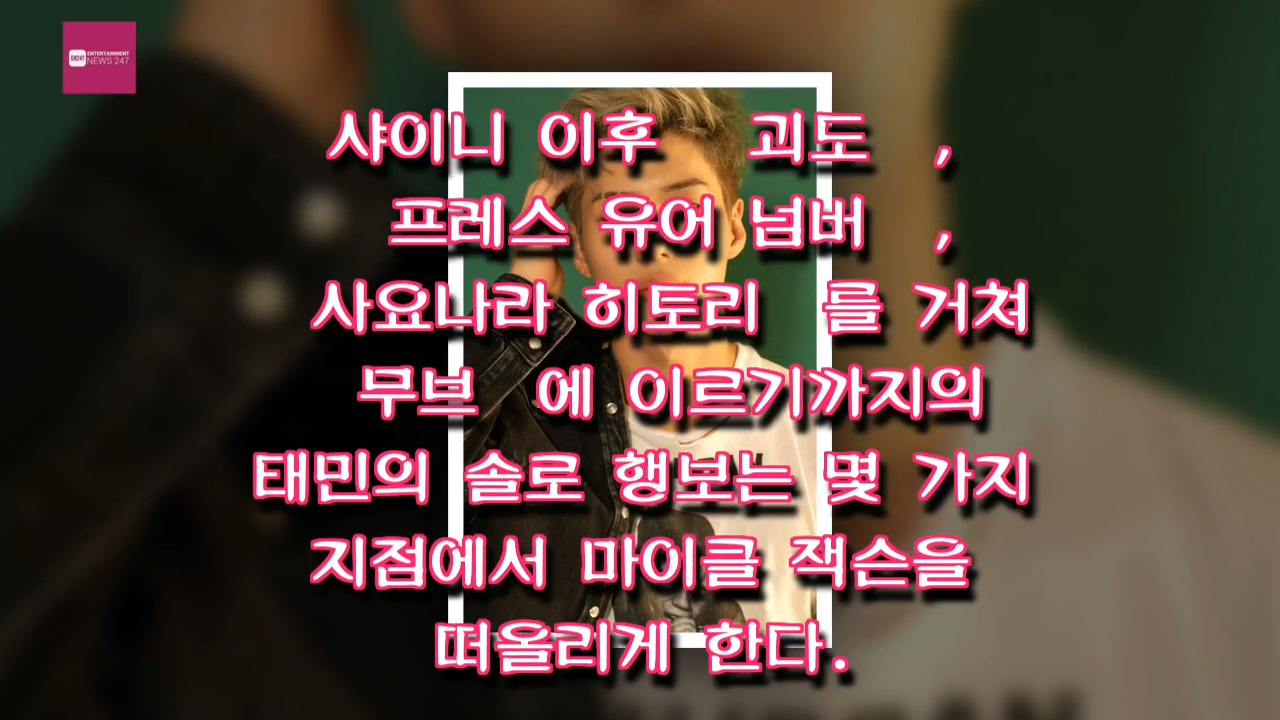 EN247 ENTERTAINMENT
NEWS 247
샤이니 이후 괴도 ,
프레스 유어 넘버 ,
사요나라 히토리 를 거쳐
무브 에 이르기까지의
태민의 솔로 행보는 몇 가지
지점에서 마이클 잭슨을
떠올리게 한다.